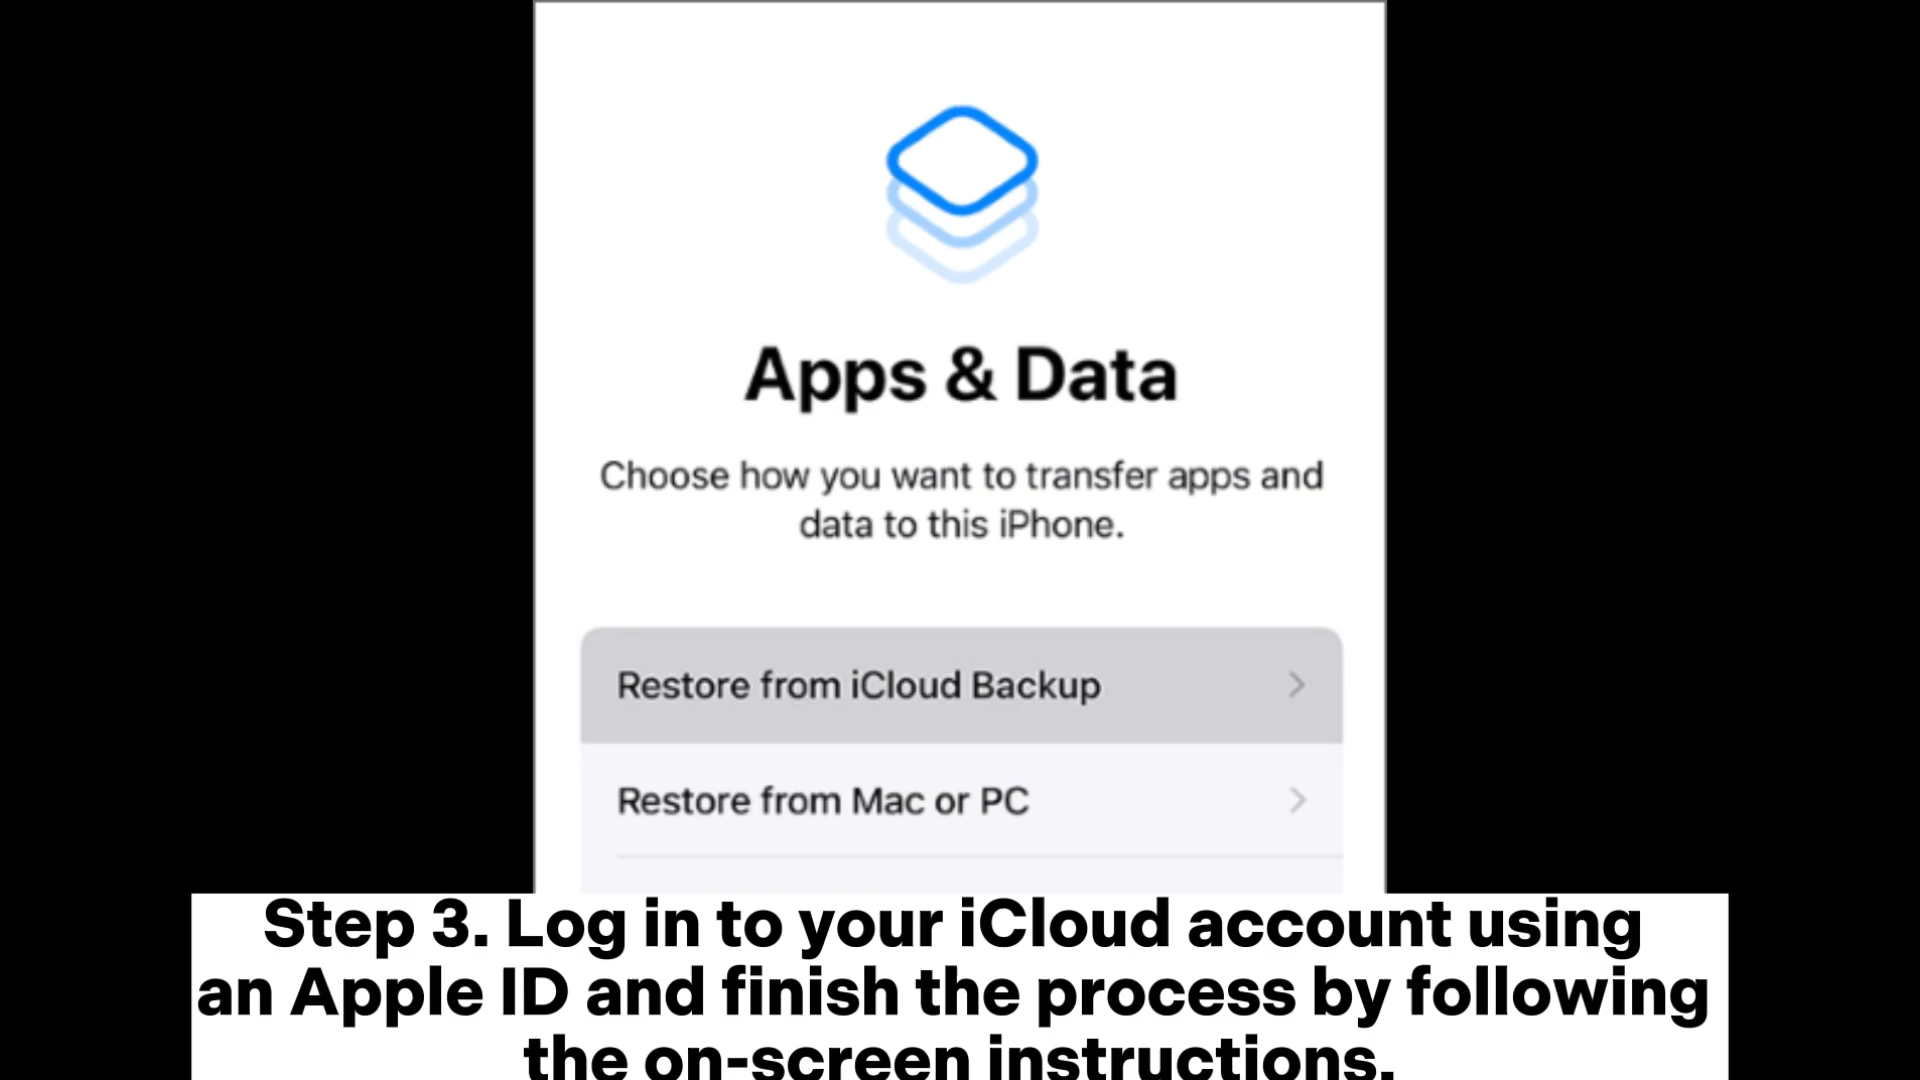 Apps & Data
Choose how you want to transfer apps and
data to this iPhone.
Restore from iCloud Backup
Restore from Mac or PC
Step 3. Log in to your iCloud account using
an Apple ID and finish the process by following
the on-screen instructions.